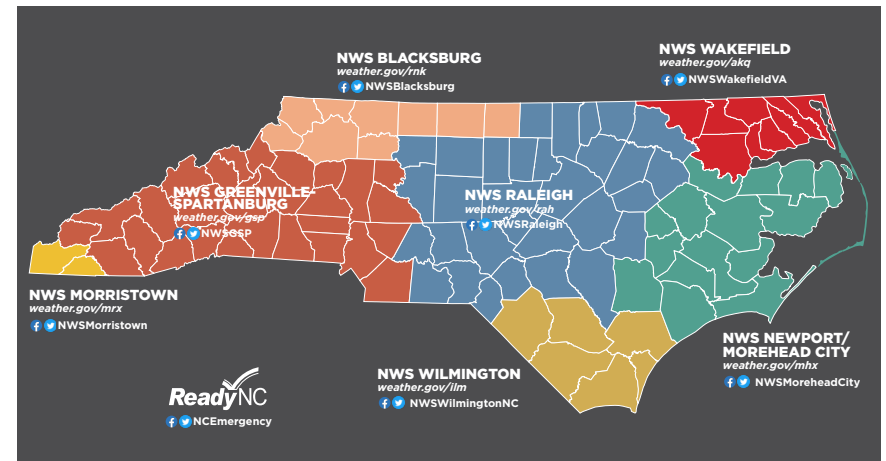 NWS BLACKSBURG
weather.gov/rnk
NWSBlacksburg
NWS WAKEFIELD
weather.gov/akq
NWSWakefieldVA
NWS GREENVILLE-
SPARTANBURG
weather.gov/gsp
NWSGSP
NWS RALEIGH
weather.gov/rah
NWSRaleigh
NWS MORRISTOWN
weather.gov/mrx
NWSMorristown
NWS NEWPORT/
MOREHEAD CITY
weather.gov/mhx
NWSMoreheadCity
NWS WILMINGTON
weather.gov/ilm
NWSWilmingtonNC
ReadyNC
NCEmergency